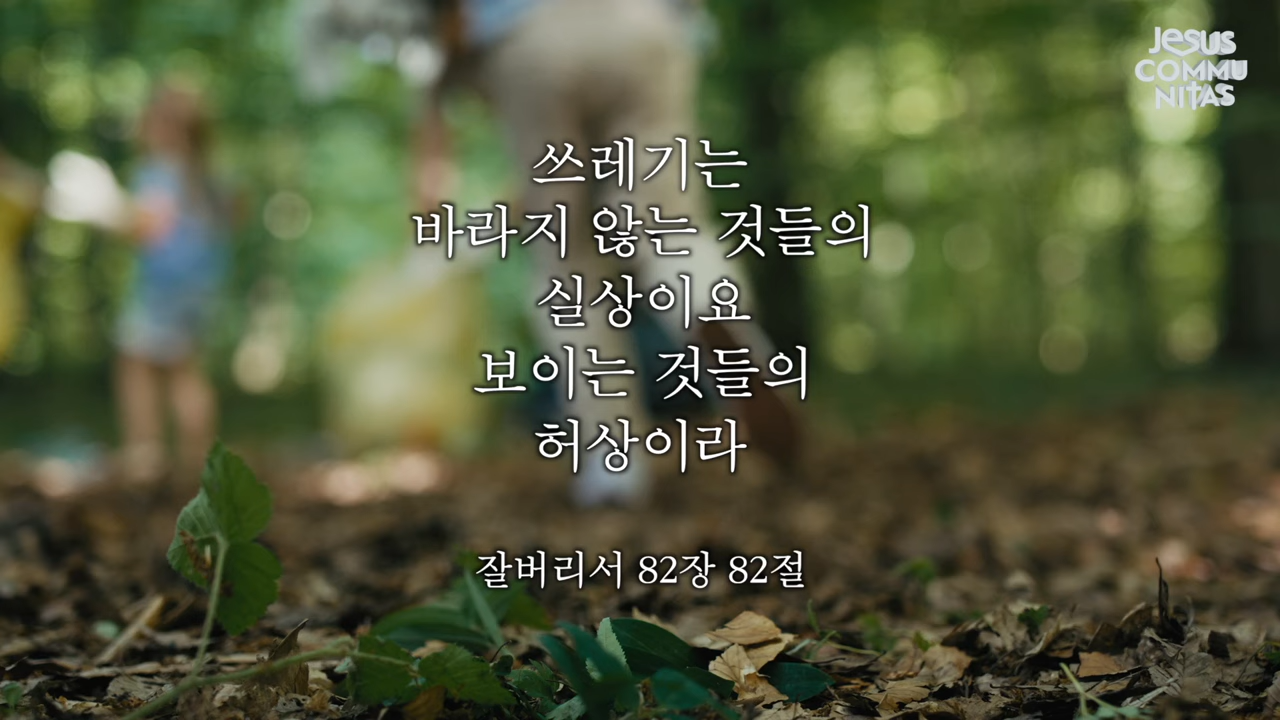 Jesus
COMMU
NITAS
쓰레기는
바라지 않는 것들의
실상이요
보이는 것들의
허상이라
잘버리서 82장 82절